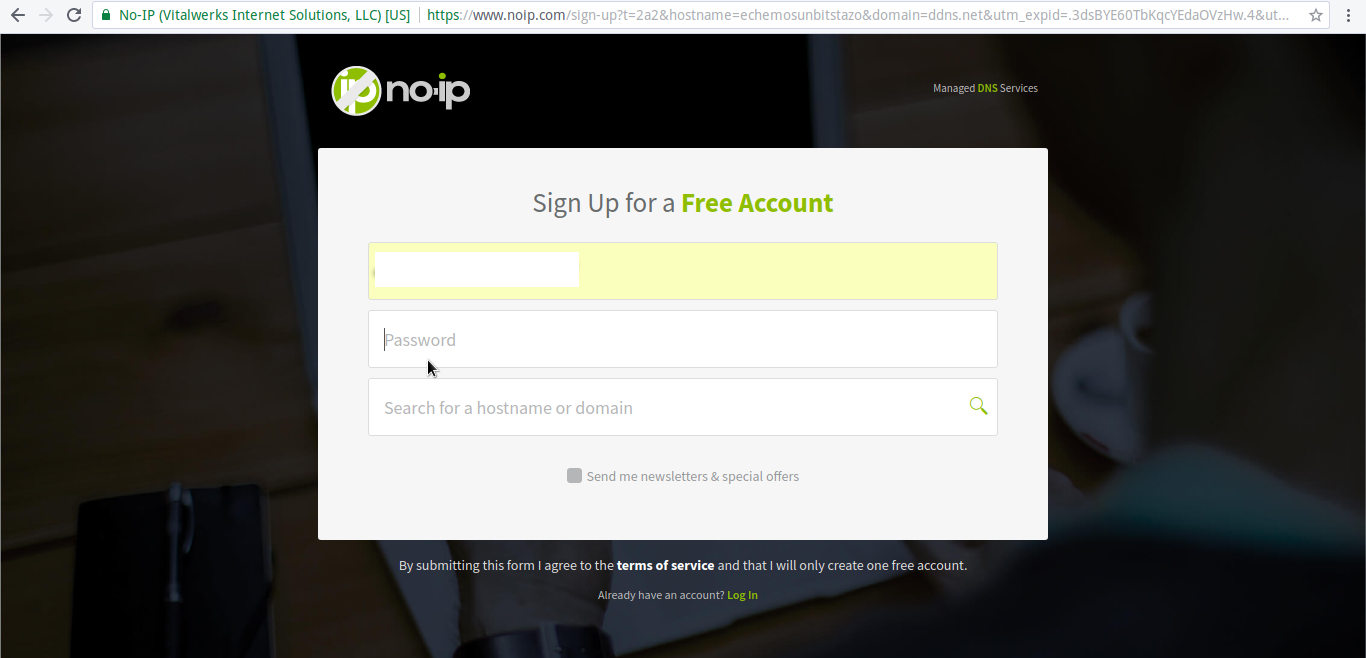 No-IP (Vitalwerks Internet Solutions, LLC) [US] https://www.noip.com/sign-up?t=2a2&hostname=echemosunbitstazo&domain=ddns.net&utm_expid=.3dsBYE60TbKqcYEdaOVzHw.4&ut...
ip no·ip
Managed DNS Services
Sign Up for a Free Account
Password
Search for a hostname or domain
Send me newsletters & special offers
By submitting this form I agree to the terms of service and that I will only create one free account.
Already have an account? Log In